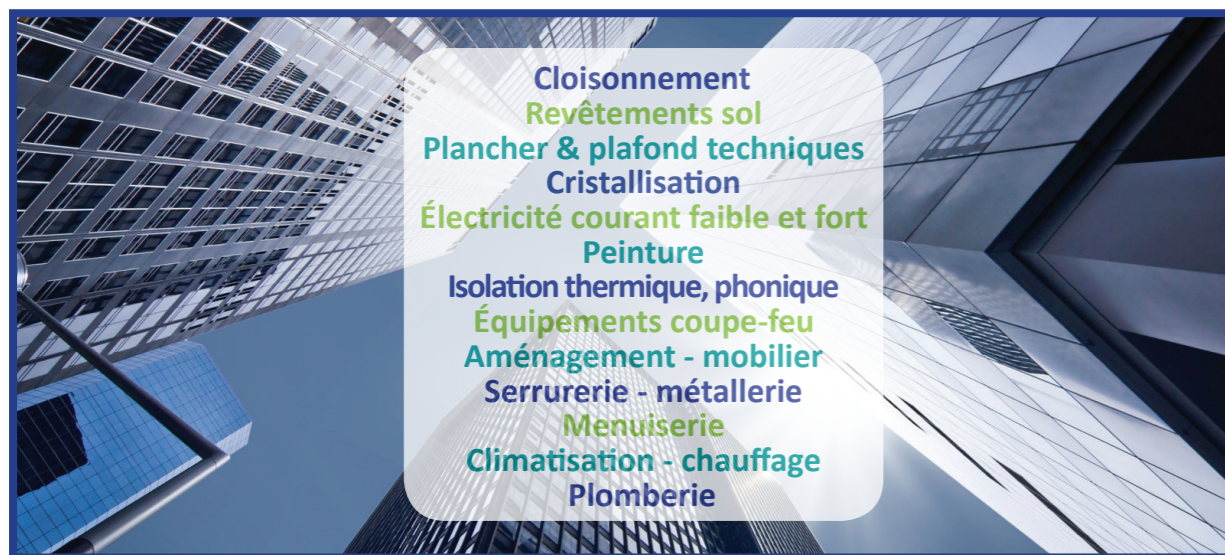 Cloisonnement
Revêtements sol
Plancher & plafond techniques
Cristallisation
Électricité courant faible et fort
Peinture
Isolation thermique, phonique
Équipements coupe-feu
Aménagement - mobilier
Serrurerie - métallerie
Menuiserie
Climatisation - chauffage
Plomberie